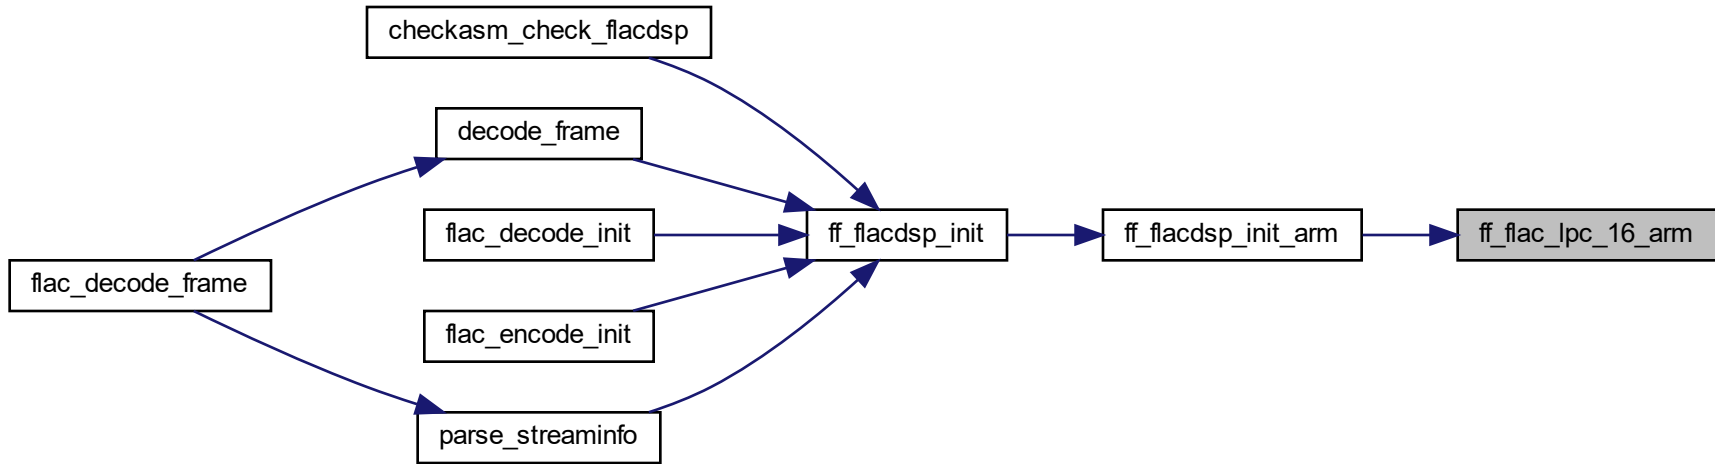 checkasm_check_flacdsp
decode_frame
flac_decode_init
ff_flacdsp_init
ff_flacdsp_init_arm
ff_flac_lpc_16_arm
flac_decode_frame
flac_encode_init
parse_streaminfo